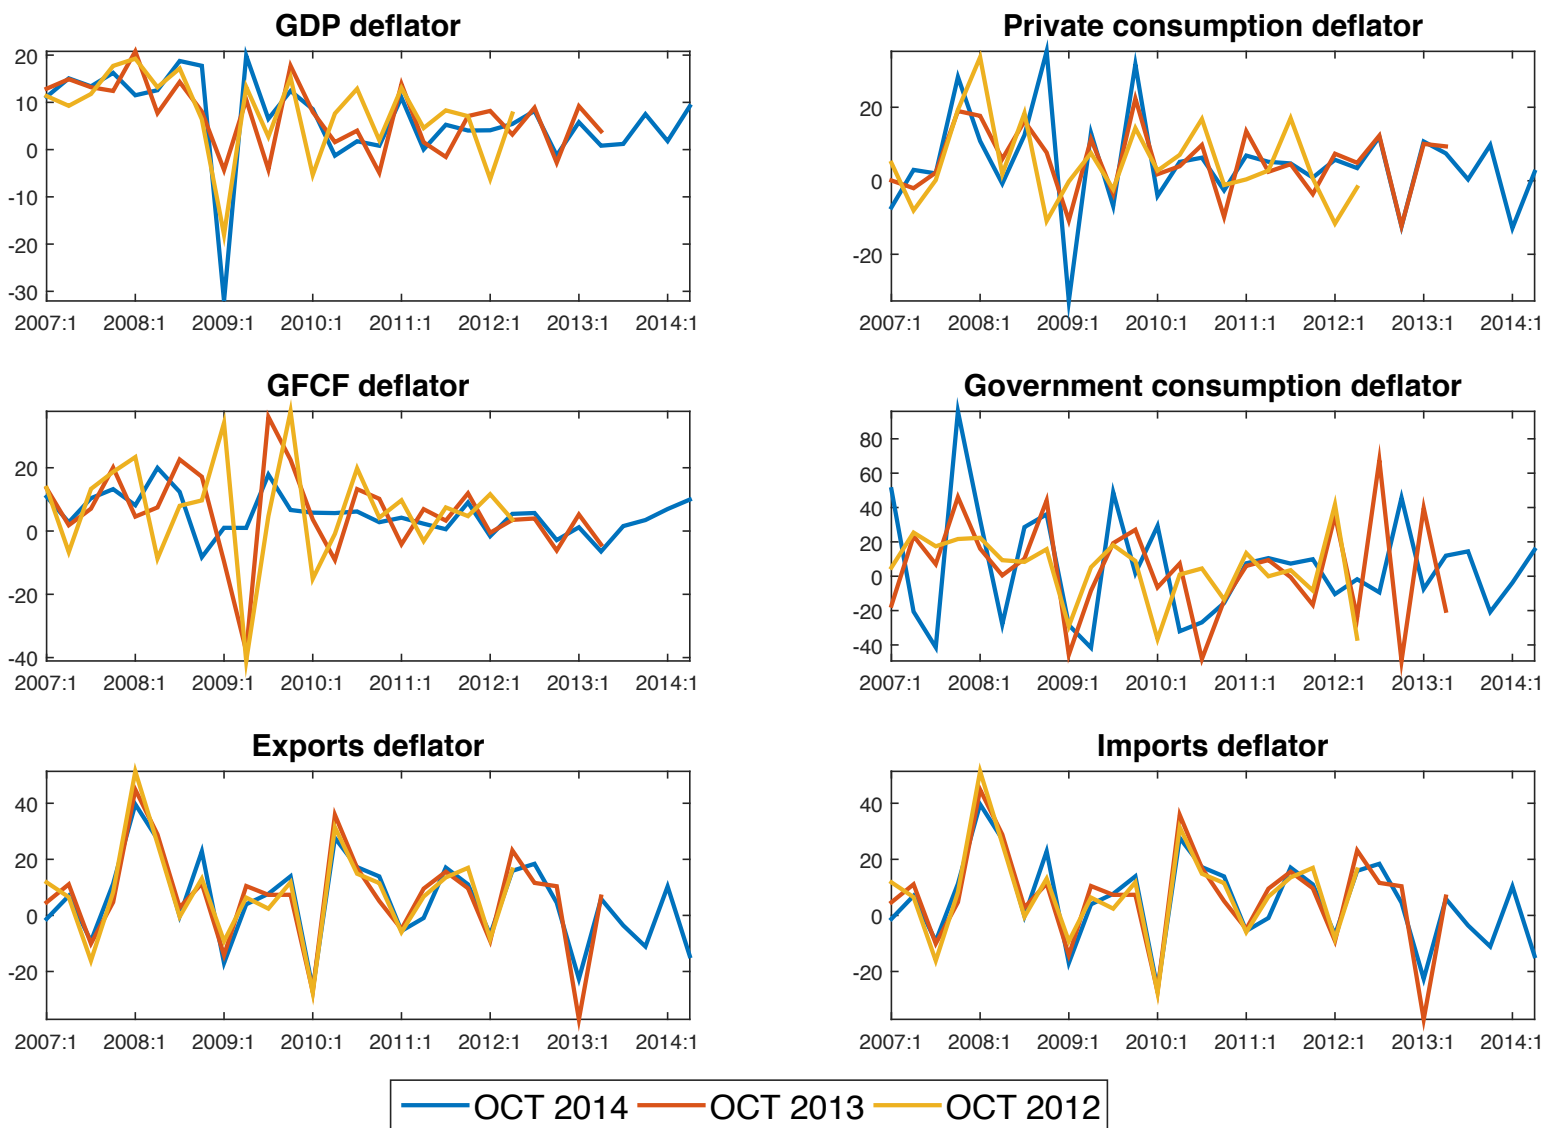 GDP deflator
20
10
0
-10
-20
-30
2007:1 2008:1 2009:1 2010:1 2011:1 2012:1 2013:1 2014:1
Private consumption deflator
20
0
-20
2007:1 2008:1 2009:1 2010:1 2011:1 2012:1 2013:1 2014:1
GFCF deflator
20
0
-20
-40
2007:1 2008:1 2009:1 2010:1 2011:1 2012:1 2013:1 2014:1
Government consumption deflator
80
60
40
20
0
-20
-40
2007:1 2008:1 2009:1 2010:1 2011:1 2012:1 2013:1 2014:1
Exports deflator
40
20
0
-20
2007:1 2008:1 2009:1 2010:1 2011:1 2012:1 2013:1 2014:1
Imports deflator
40
20
0
-20
2007:1 2008:1 2009:1 2010:1 2011:1 2012:1 2013:1 2014:1
OCT 2014 OCT 2013 OCT 2012